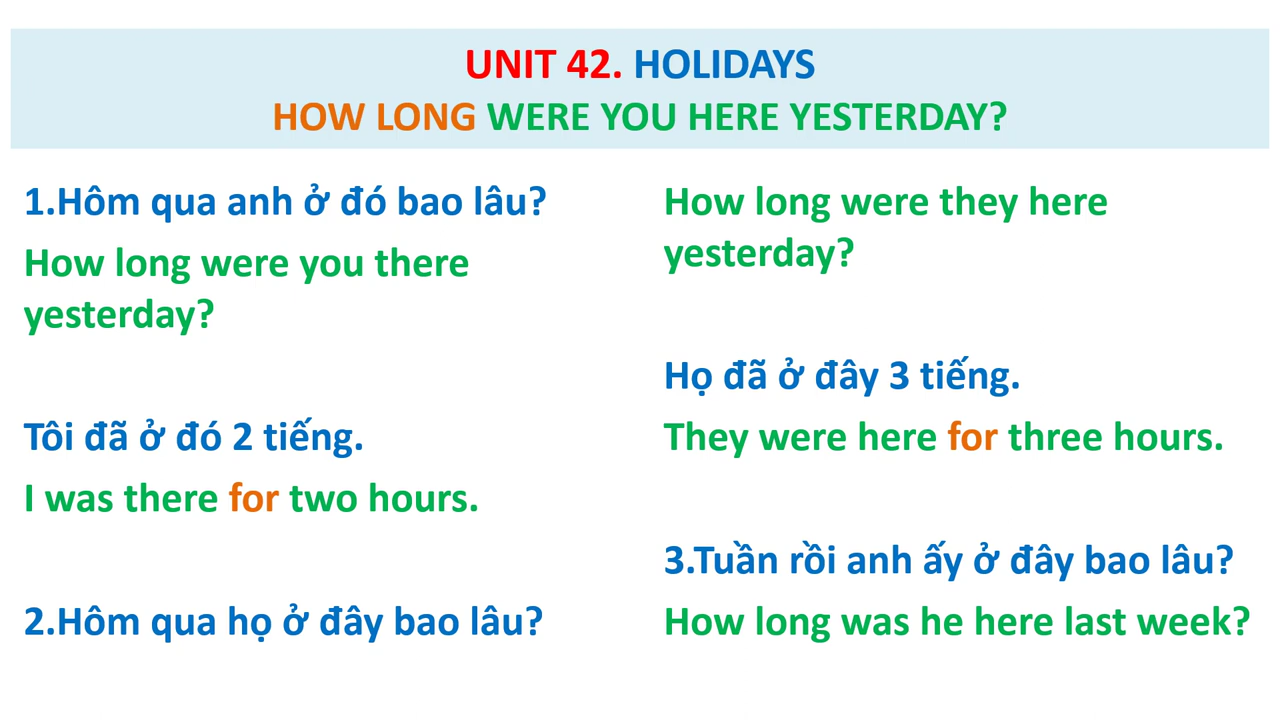 UNIT 42. HOLIDAYS
HOW LONG WERE YOU HERE YESTERDAY?
1.Hôm qua anh ở đó bao lâu?
How long were you there
yesterday?
Tôi đã ở đó 2 tiếng.
I was there for two hours.
2.Hôm qua họ ở đây bao lâu?
How long were they here
yesterday?
Họ đã ở đây 3 tiếng.
They were here for three hours.
3.Tuần rồi anh ấy ở đây bao lâu?
How long was he here last week?